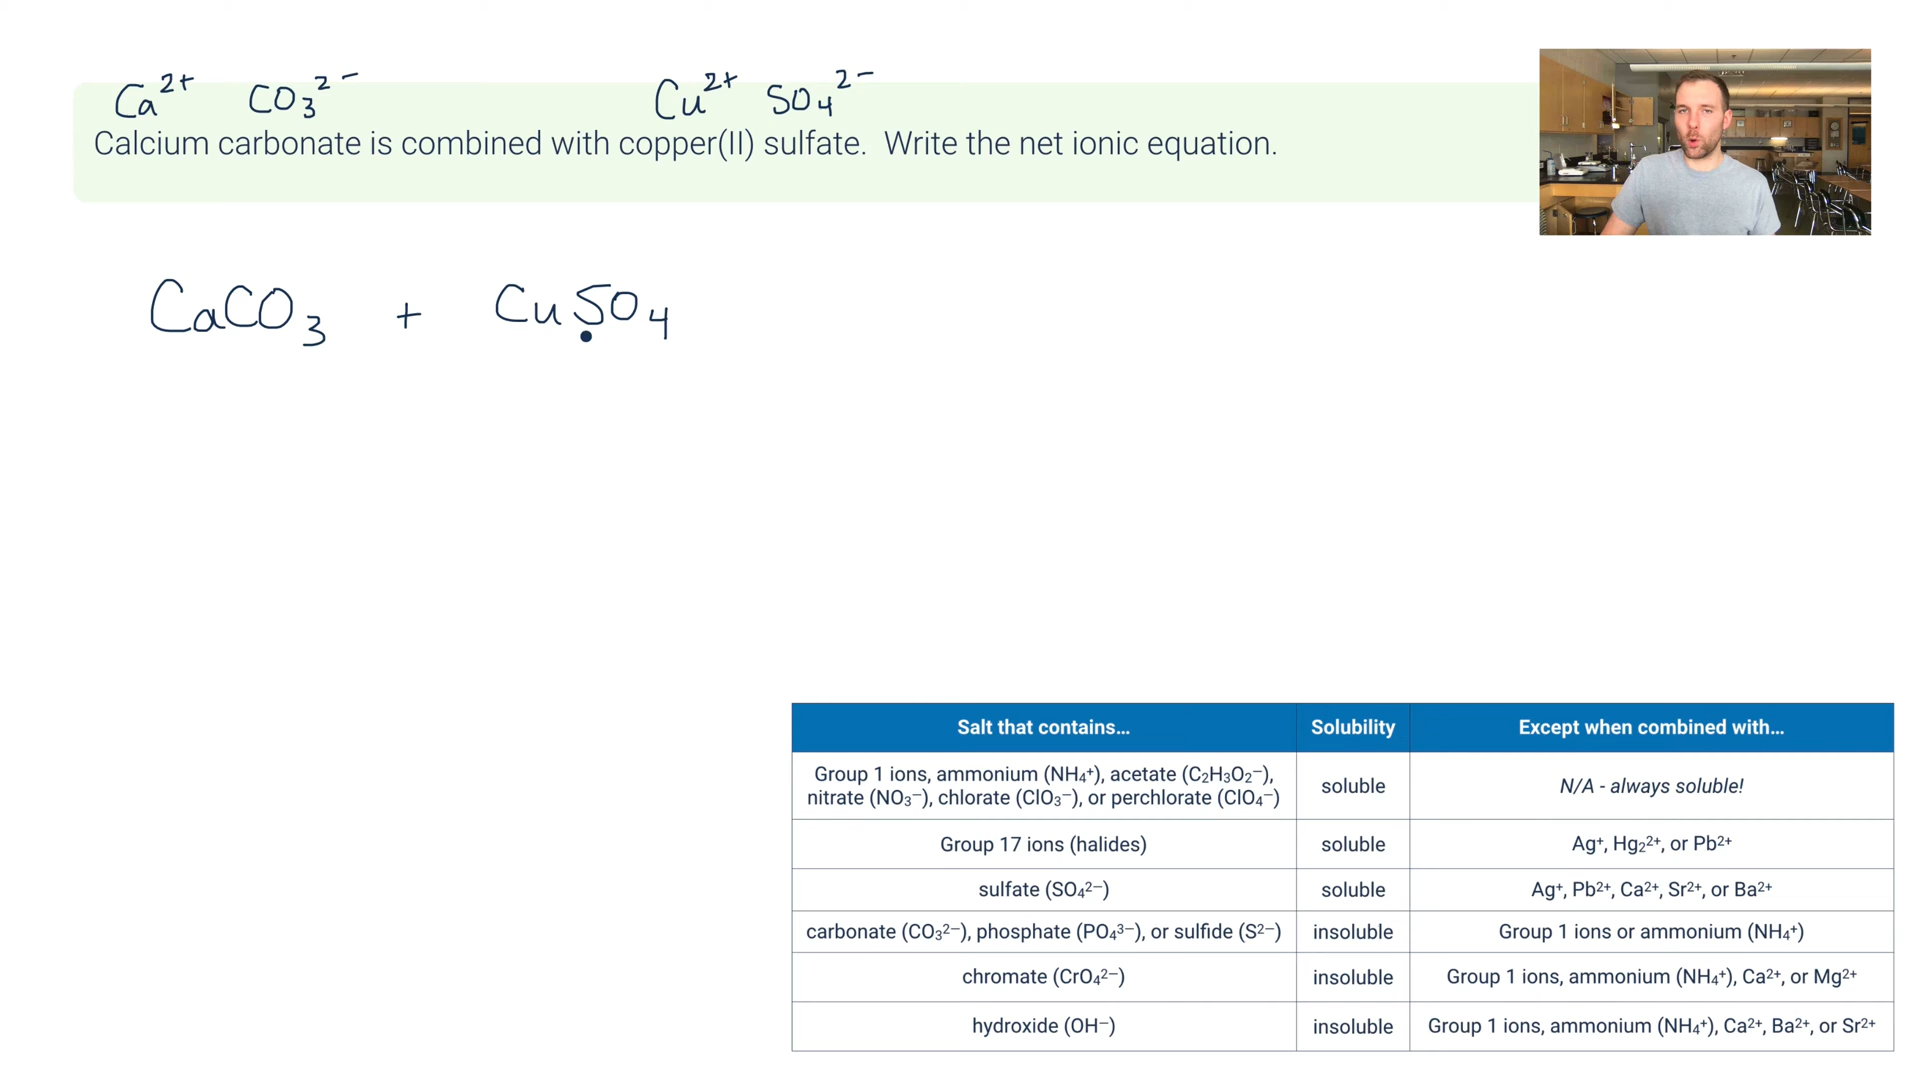 Ca²⁺ CO₃²⁻ Cu²⁺ SO₄²⁻
Calcium carbonate is combined with copper(II) sulfate. Write the net ionic equation.
CaCO₃ + CuSO₄
Salt that contains... Solubility Except when combined with...
Group 1 ions, ammonium (NH₄⁺), acetate (C₂H₃O₂⁻),
nitrate (NO₃⁻), chlorate (ClO₃⁻), or perchlorate (ClO₄⁻) soluble N/A - always soluble!
Group 17 ions (halides) soluble Ag⁺, Hg₂²⁺, or Pb²⁺
sulfate (SO₄²⁻) soluble Ag⁺, Pb²⁺, Ca²⁺, Sr²⁺, or Ba²⁺
carbonate (CO₃²⁻), phosphate (PO₄³⁻), or sulfide (S²⁻) insoluble Group 1 ions or ammonium (NH₄⁺)
chromate (CrO₄²⁻) insoluble Group 1 ions, ammonium (NH₄⁺), Ca²⁺, or Mg²⁺
hydroxide (OH⁻) insoluble Group 1 ions, ammonium (NH₄⁺), Ca²⁺, Ba²⁺, or Sr²⁺